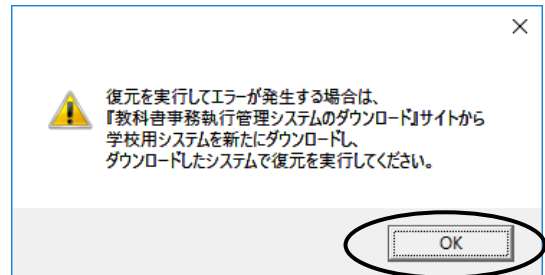 復元を実行してエラーが発生する場合は、
『教科書事務執行管理システムのダウンロード』サイトから
学校用システムを新たにダウンロードし、
ダウンロードしたシステムで復元を実行してください。
OK